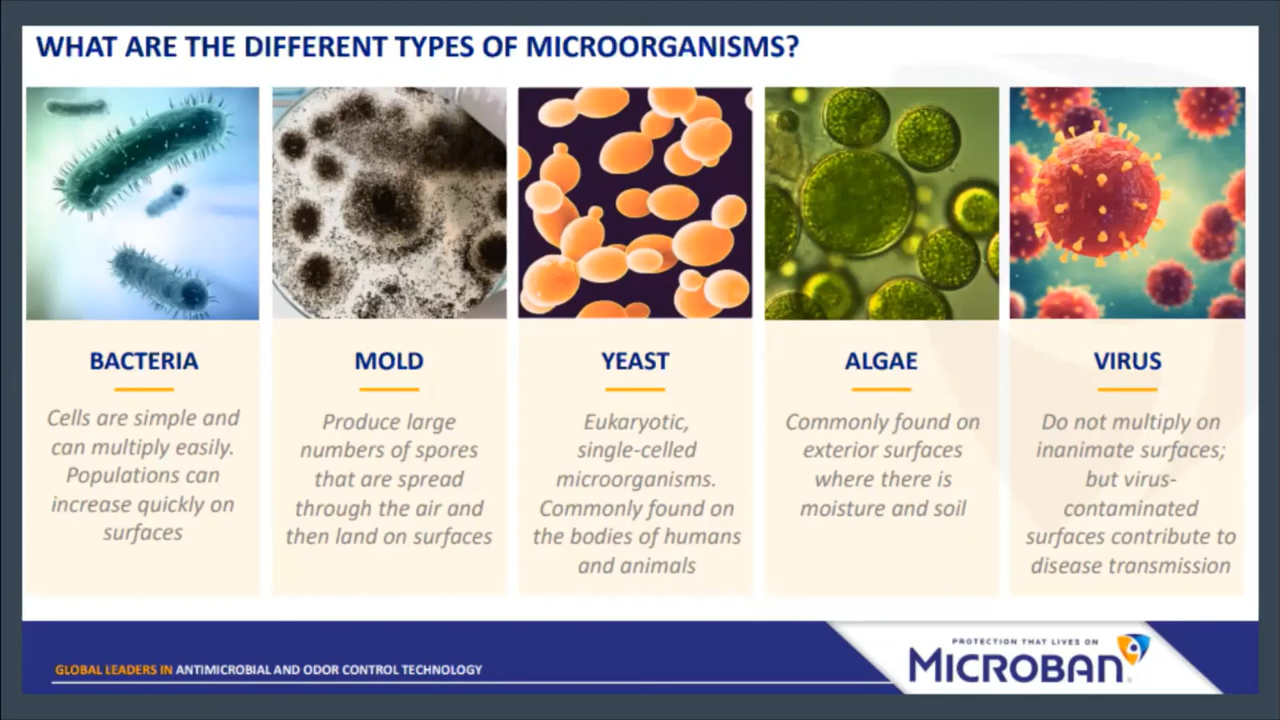 WHAT ARE THE DIFFERENT TYPES OF MICROORGANISMS?
BACTERIA
Cells are simple and
can multiply easily.
Populations can
increase quickly on
surfaces
MOLD
Produce large
numbers of spores
that are spread
through the air and
then land on surfaces
YEAST
Eukaryotic,
single-celled
microorganisms.
Commonly found on
the bodies of humans
and animals
ALGAE
Commonly found on
exterior surfaces
where there is
moisture and soil
VIRUS
Do not multiply on
inanimate surfaces;
but virus-
contaminated
surfaces contribute to
disease transmission
GLOBAL LEADERS IN ANTIMICROBIAL AND ODOR CONTROL TECHNOLOGY
PROTECTION THAT LIVES ON
MICROBAN®